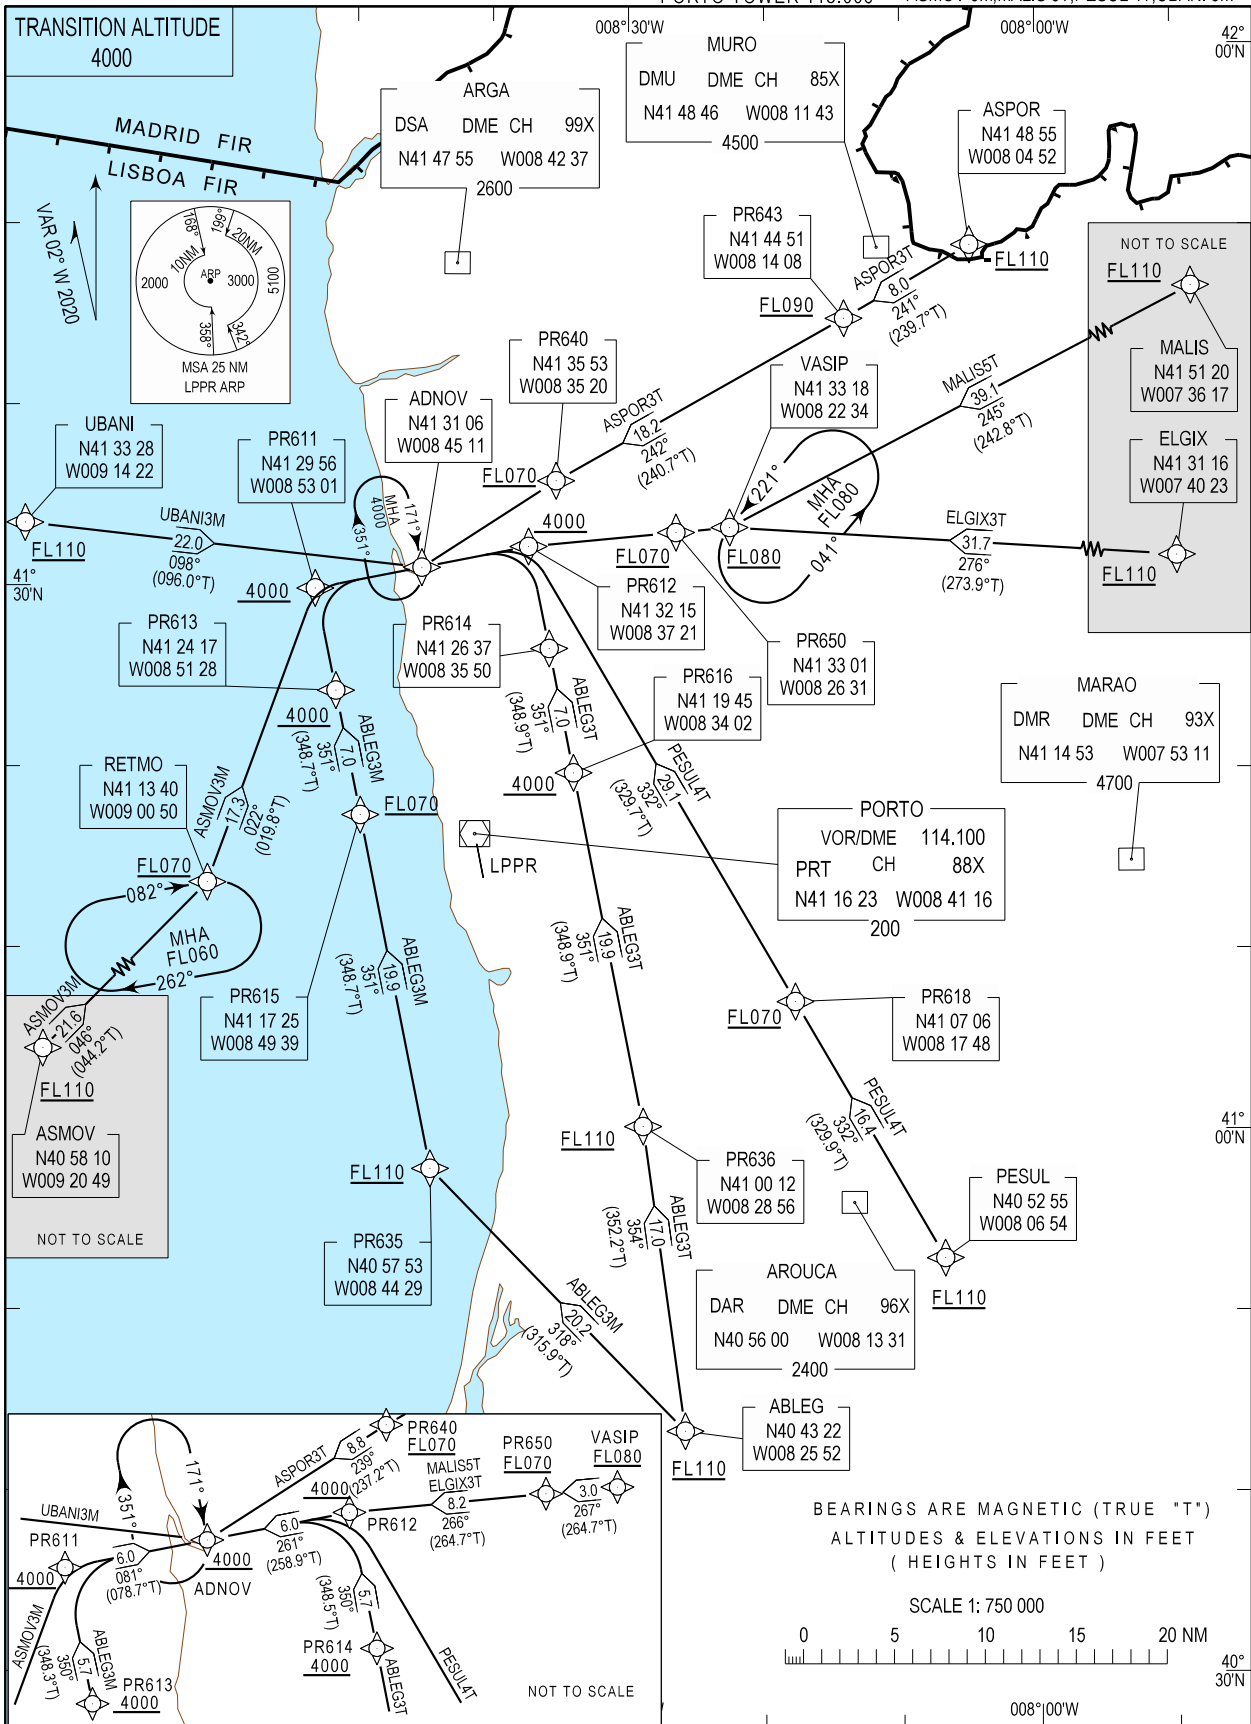 TRANSITION ALTITUDE
4000
008°30'W
008°00'W
42°
00'N
MURO
DMU DME CH 85X
N41 48 46 W008 11 43
4500
ARGA
DSA DME CH 99X
N41 47 55 W008 42 37
2600
ASPOR
N41 48 55
W008 04 52
FL110
MADRID FIR
LISBOA FIR
VAR 02° W 2020
168°
199°
10NM
20NM
ARP
2000
3000
5100
358°
342°
MSA 25 NM
LPPR ARP
PR643
N41 44 51
W008 14 08
FL090
ASPOR3T
8.0
241°
(239.7°T)
NOT TO SCALE
FL110
MALIS
N41 51 20
W007 36 17
ELGIX
N41 31 16
W007 40 23
FL110
PR640
N41 35 53
W008 35 20
FL070
ASPOR3T
18.2
242°
(240.7°T)
VASIP
N41 33 18
W008 22 34
FL080
MALIS5T
39.1
245°
(242.8°T)
ELGIX3T
31.7
276°
(273.9°T)
221°
MHA
FL080
041°
UBANI
N41 33 28
W009 14 22
FL110
UBANI3M
22.0
098°
(096.0°T)
PR611
N41 29 56
W008 53 01
4000
ADNOV
N41 31 06
W008 45 11
171°
MHA
4000
351°
41°
30'N
4000
PR612
N41 32 15
W008 37 21
FL070
PR650
N41 33 01
W008 26 31
PR613
N41 24 17
W008 51 28
4000
PR614
N41 26 37
W008 35 50
PR616
N41 19 45
W008 34 02
4000
ABLEG3T
7.0
351°
(348.9°T)
ABLEG3M
7.0
351°
(348.7°T)
PESUL4T
29.1
332°
(329.7°T)
MARAO
DMR DME CH 93X
N41 14 53 W007 53 11
4700
RETMO
N41 13 40
W009 00 50
FL070
ASMOV3M
17.3
022°
(019.8°T)
082°
MHA
FL060
262°
FL070
PR615
N41 17 25
W008 49 39
LPPR
PORTO
VOR/DME 114.100
PRT CH 88X
N41 16 23 W008 41 16
200
ABLEG3M
19.9
351°
(348.7°T)
ABLEG3T
19.9
351°
(348.9°T)
FL070
PR618
N41 07 06
W008 17 48
PESUL4T
16.4
332°
(329.9°T)
ASMOV3M
21.6
046°
(044.2°T)
FL110
ASMOV
N40 58 10
W009 20 49
NOT TO SCALE
FL110
PR635
N40 57 53
W008 44 29
FL110
PR636
N41 00 12
W008 28 56
41°
00'N
ABLEG3T
17.0
354°
(352.2°T)
PESUL
N40 52 55
W008 06 54
FL110
AROUCA
DAR DME CH 96X
N40 56 00 W008 13 31
2400
ABLEG3M
20.2
318°
(315.9°T)
ABLEG
N40 43 22
W008 25 52
FL110
171°
351°
UBANI3M
PR611
4000
6.0
081°
(078.7°T)
4000
ADNOV
ASPOR3T
8.8
239°
(237.2°T)
PR640
FL070
4000
PR612
6.0
261°
(258.9°T)
MALIS5T
ELGIX3T
8.2
266°
(264.7°T)
PR650
FL070
VASIP
FL080
3.0
267°
(264.7°T)
ASMOV3M
ABLEG3M
5.7
350°
(348.3°T)
PR613
4000
5.7
350°
(348.5°T)
PR614
4000
ABLEG3T
PESUL4T
NOT TO SCALE
BEARINGS ARE MAGNETIC (TRUE "T")
ALTITUDES & ELEVATIONS IN FEET
( HEIGHTS IN FEET )
SCALE 1: 750 000
0 5 10 15 20 NM
40°
30'N
008°00'W